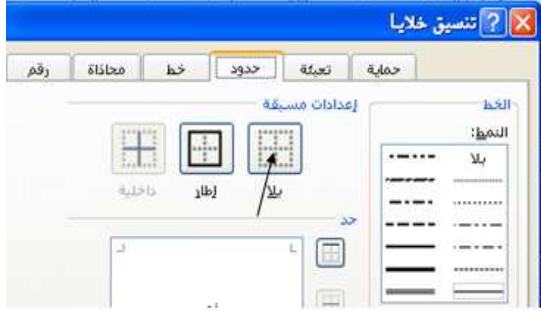 تنسيق خلايا
رقم محاذاة خط حدود تعبئة حماية
الخط
النمط:
بلا
إعدادات مسبقة
بلا إطار داخلية
حد